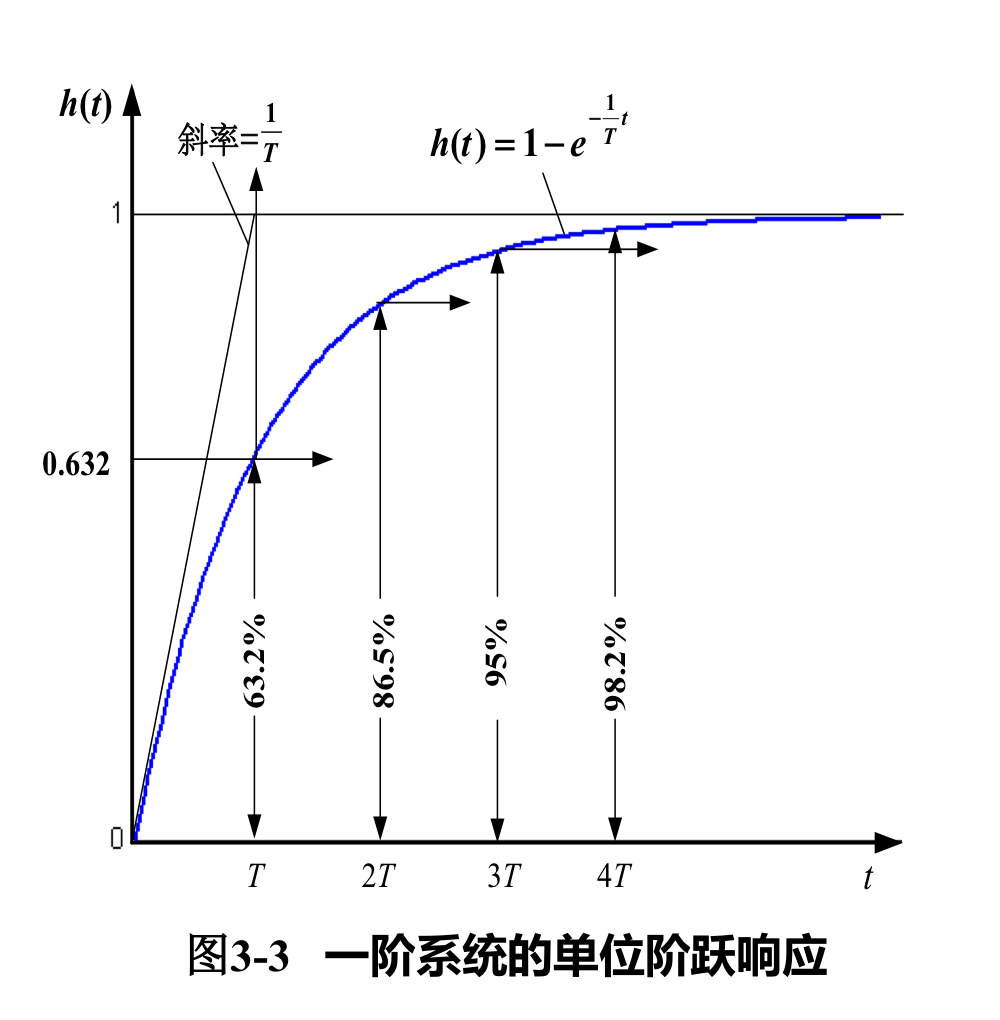 h(t)
斜率=1/T
h(t) = 1 − e^(-1/T t)
1
0.632
63.2%
86.5%
95%
98.2%
0
T
2T
3T
4T
t
图3-3 一阶系统的单位阶跃响应